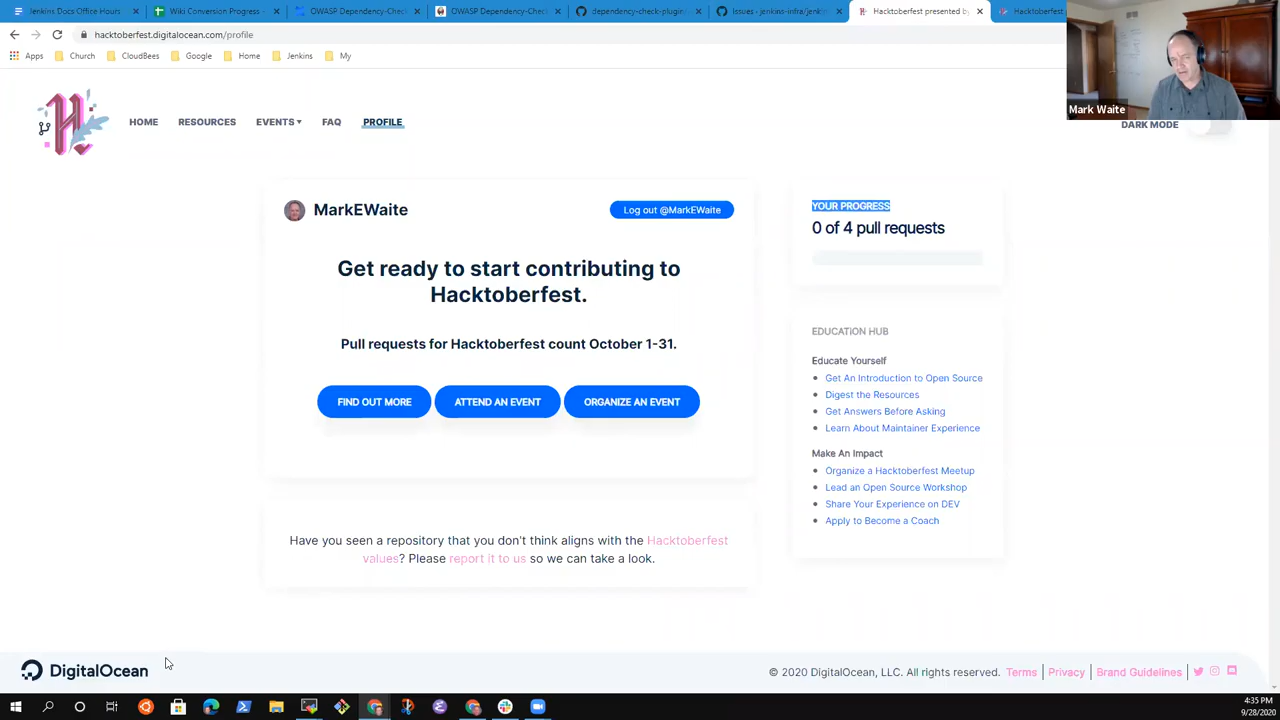 Jenkins Docs Office Hours
Wiki Conversion Progress -
OWASP Dependency-Check
OWASP Dependency-Check
dependency-check-plugin/
Issues · jenkins-infra/jenkins
Hacktoberfest presented by
Hacktoberfest
hacktoberfest.digitalocean.com/profile
Apps
Church
CloudBees
Google
Home
Jenkins
My
Mark Waite
HOME
RESOURCES
EVENTS
FAQ
PROFILE
DARK MODE
MarkEWaite
Log out @MarkEWaite
Get ready to start contributing to
Hacktoberfest.
Pull requests for Hacktoberfest count October 1-31.
FIND OUT MORE
ATTEND AN EVENT
ORGANIZE AN EVENT
YOUR PROGRESS
0 of 4 pull requests
EDUCATION HUB
Educate Yourself
Get An Introduction to Open Source
Digest the Resources
Get Answers Before Asking
Learn About Maintainer Experience
Make An Impact
Organize a Hacktoberfest Meetup
Lead an Open Source Workshop
Share Your Experience on DEV
Apply to Become a Coach
Have you seen a repository that you don't think aligns with the Hacktoberfest
values? Please report it to us so we can take a look.
DigitalOcean
© 2020 DigitalOcean, LLC. All rights reserved.
Terms
Privacy
Brand Guidelines
4:35 PM
9/28/2020